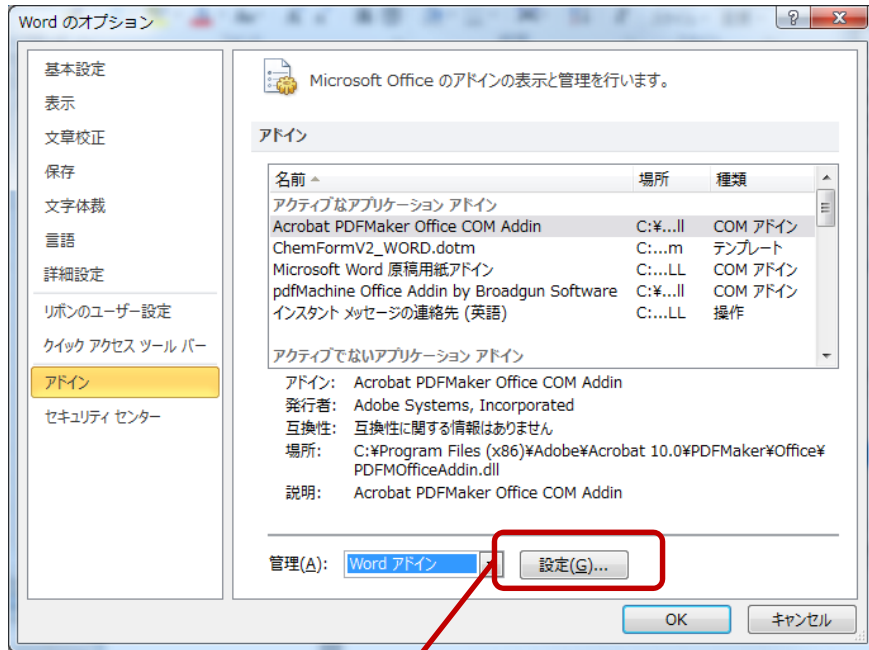 Word のオプション
基本設定
表示
文章校正
保存
文字体裁
言語
詳細設定
リボンのユーザー設定
クイック アクセス ツール バー
アドイン
セキュリティ センター
Microsoft Office のアドインの表示と管理を行います。
アドイン
名前 場所 種類
アクティブなアプリケーション アドイン
Acrobat PDFMaker Office COM Addin C:¥...ll COM アドイン
ChemFormV2_WORD.dotm C:...m テンプレート
Microsoft Word 原稿用紙アドイン C:...LL COM アドイン
pdfMachine Office Addin by Broadgun Software C:¥...ll COM アドイン
インスタント メッセージの連絡先 (英語) C:...LL 操作
アクティブでないアプリケーション アドイン
アドイン: Acrobat PDFMaker Office COM Addin
発行者: Adobe Systems, Incorporated
互換性: 互換性に関する情報はありません
場所: C:¥Program Files (x86)¥Adobe¥Acrobat 10.0¥PDFMaker¥Office¥
PDFMOfficeAddin.dll
説明: Acrobat PDFMaker Office COM Addin
管理(A): Word アドイン 設定(G)...
OK キャンセル